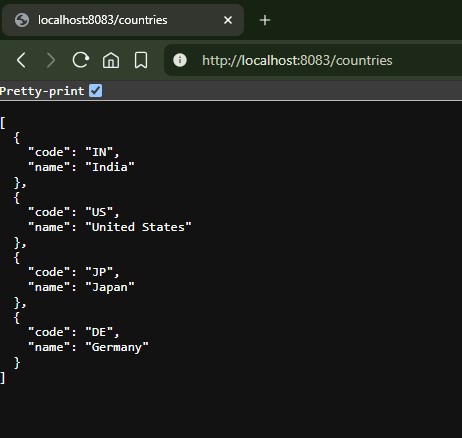 localhost:8083/countries
http://localhost:8083/countries
Pretty-print
[
  {
    "code": "IN",
    "name": "India"
  },
  {
    "code": "US",
    "name": "United States"
  },
  {
    "code": "JP",
    "name": "Japan"
  },
  {
    "code": "DE",
    "name": "Germany"
  }
]